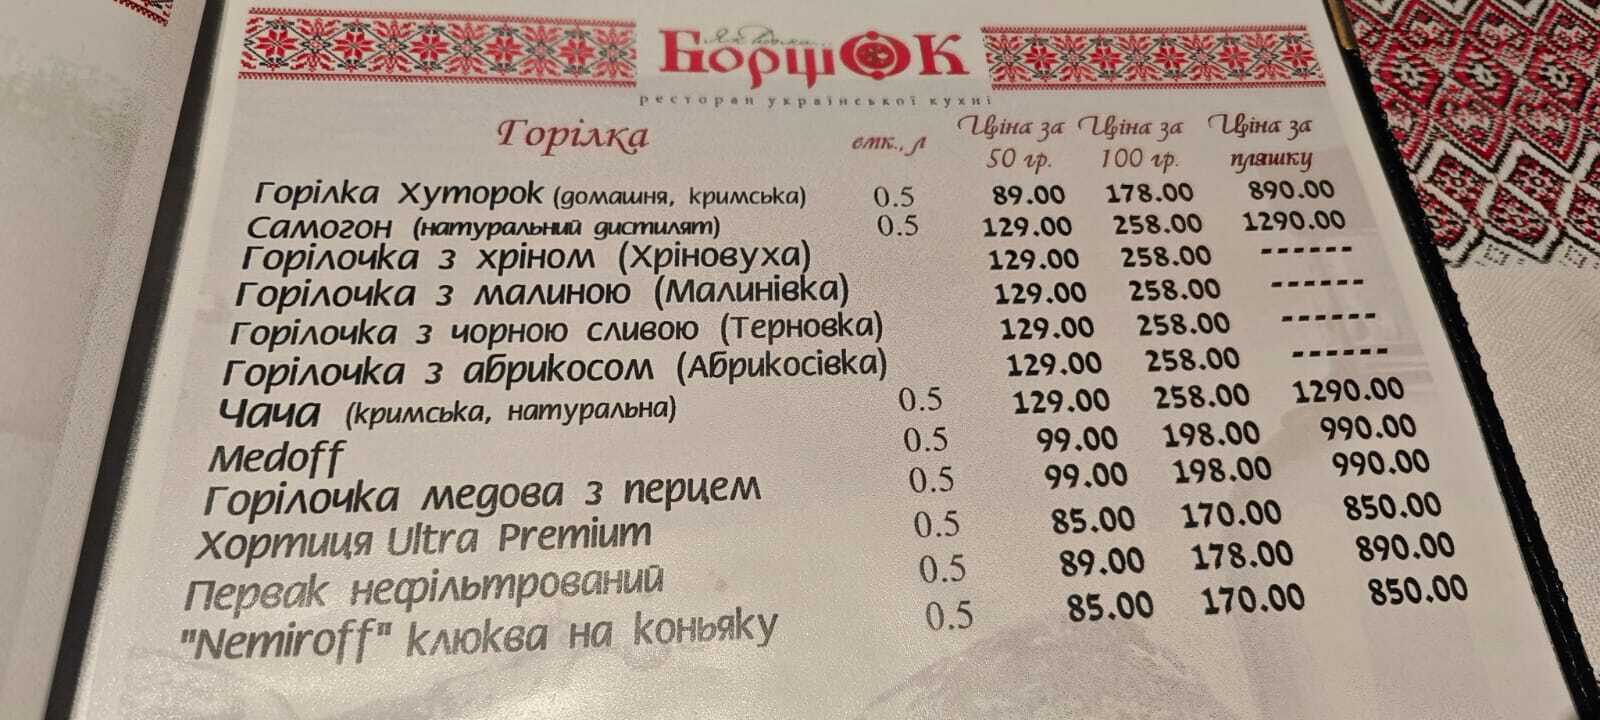 Як вдома...
БорщОК
ресторан української кухні
Горілка емк., л Ціна за 50 гр. Ціна за 100 гр. Ціна за пляшку
Горілка Хуторок (домашня, кримська) 0.5 89.00 178.00 890.00
Самогон (натуральний дистилят) 0.5 129.00 258.00 1290.00
Горілочка з хріном (Хріновуха) 129.00 258.00 ------
Горілочка з малиною (Малинівка) 129.00 258.00 ------
Горілочка з чорною сливою (Терновка) 129.00 258.00 ------
Горілочка з абрикосом (Абрикосівка) 129.00 258.00 ------
Чача (кримська, натуральна) 0.5 129.00 258.00 1290.00
Medoff 0.5 99.00 198.00 990.00
Горілочка медова з перцем 0.5 99.00 198.00 990.00
Хортиця Ultra Premium 0.5 85.00 170.00 850.00
Первак нефільтрований 0.5 89.00 178.00 890.00
"Nemiroff" клюква на коньяку 0.5 85.00 170.00 850.00